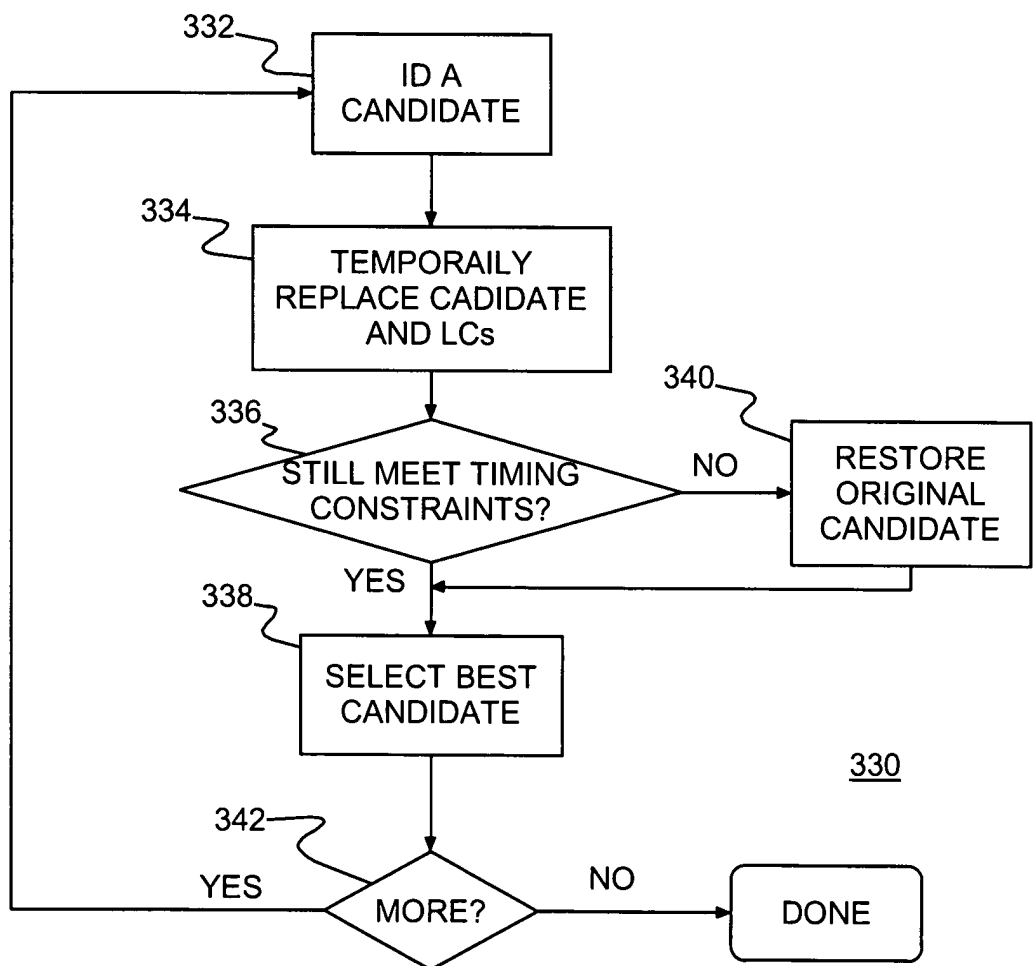 332
ID A
CANDIDATE
334
TEMPORAILY
REPLACE CADIDATE
AND LCs
336
STILL MEET TIMING
CONSTRAINTS?
NO
340
RESTORE
ORIGINAL
CANDIDATE
YES
338
SELECT BEST
CANDIDATE
330
342
YES
MORE?
NO
DONE